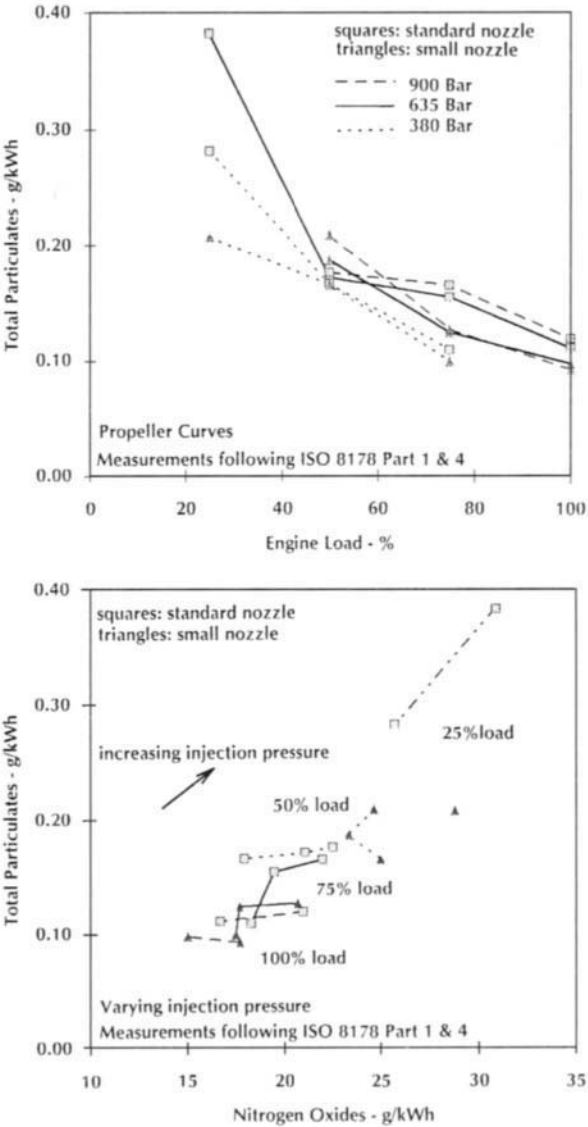 0.40
0.30
0.20
0.10
0.00
Total Particulates - g/kWh
squares: standard nozzle
triangles: small nozzle
900 Bar
635 Bar
380 Bar
Propeller Curves
Measurements following ISO 8178 Part 1 & 4
0 20 40 60 80 100
Engine Load - %
0.40
0.30
0.20
0.10
0.00
Total Particulates - g/kWh
squares: standard nozzle
triangles: small nozzle
increasing injection pressure
25%load
50% load
75% load
100% load
Varying injection pressure
Measurements following ISO 8178 Part 1 & 4
10 15 20 25 30 35
Nitrogen Oxides - g/kWh